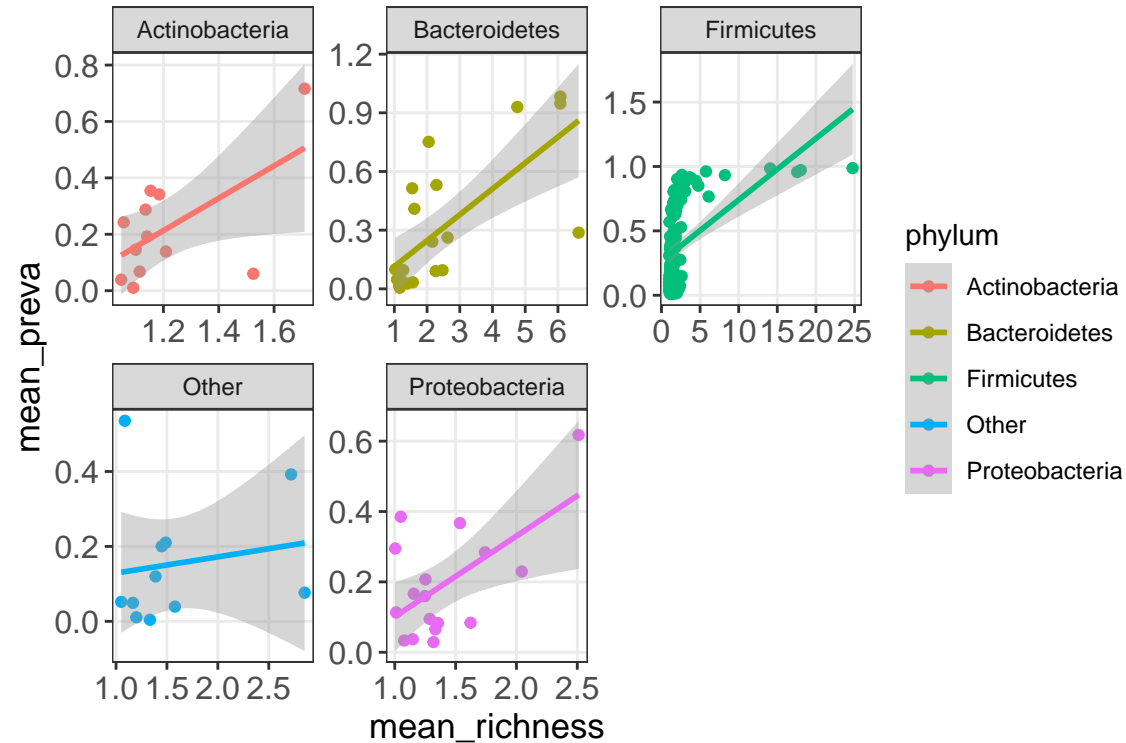 Actinobacteria
Bacteroidetes
Firmicutes
0.8
0.6
0.4
0.2
0.0
1.2 1.4 1.6
1.2
0.9
0.6
0.3
0.0
1 2 3 4 5 6
1.5
1.0
0.5
0.0
0 5 10 15 20 25
Other
Proteobacteria
0.4
0.2
0.0
1.0 1.5 2.0 2.5
0.6
0.4
0.2
0.0
1.0 1.5 2.0 2.5
mean_preva
mean_richness
phylum
Actinobacteria
Bacteroidetes
Firmicutes
Other
Proteobacteria